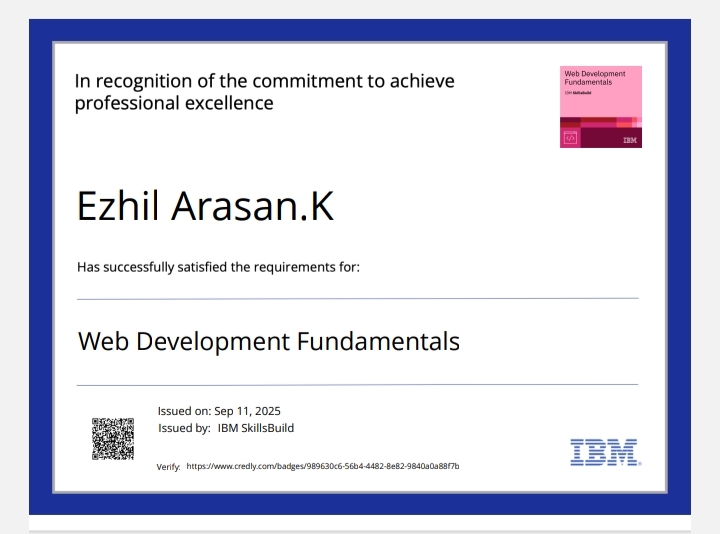 In recognition of the commitment to achieve
professional excellence
Web Development
Fundamentals
IBM SkillsBuild
</>
IBM
Ezhil Arasan.K
Has successfully satisfied the requirements for:
Web Development Fundamentals
Issued on: Sep 11, 2025
Issued by: IBM SkillsBuild
Verify: https://www.credly.com/badges/989630c6-56b4-4482-8e82-9840a0a88f7b
IBM®